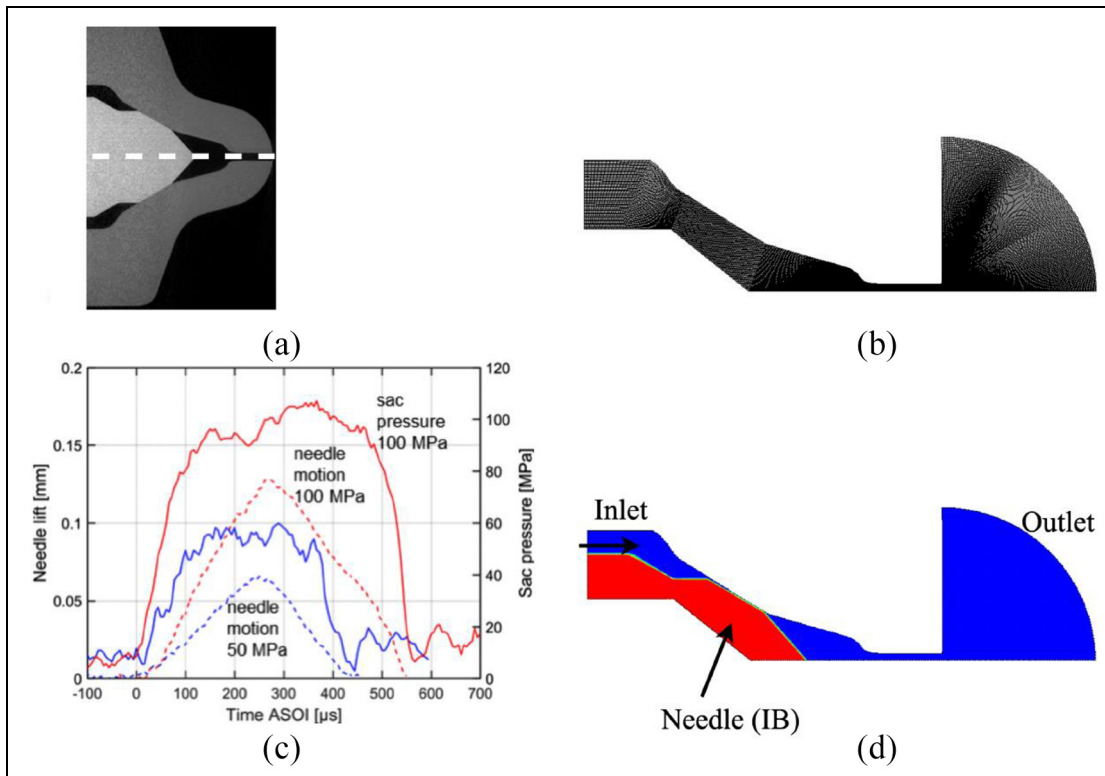 (a)
(b)
0.2
0.15
0.1
0.05
0
Needle lift [mm]
120
100
80
60
40
20
0
Sac pressure [MPa]
sac
pressure
100 MPa
needle
motion
100 MPa
needle
motion
50 MPa
-100 0 100 200 300 400 500 600 700
Time ASOI [µs]
(c)
Inlet
Outlet
Needle (IB)
(d)